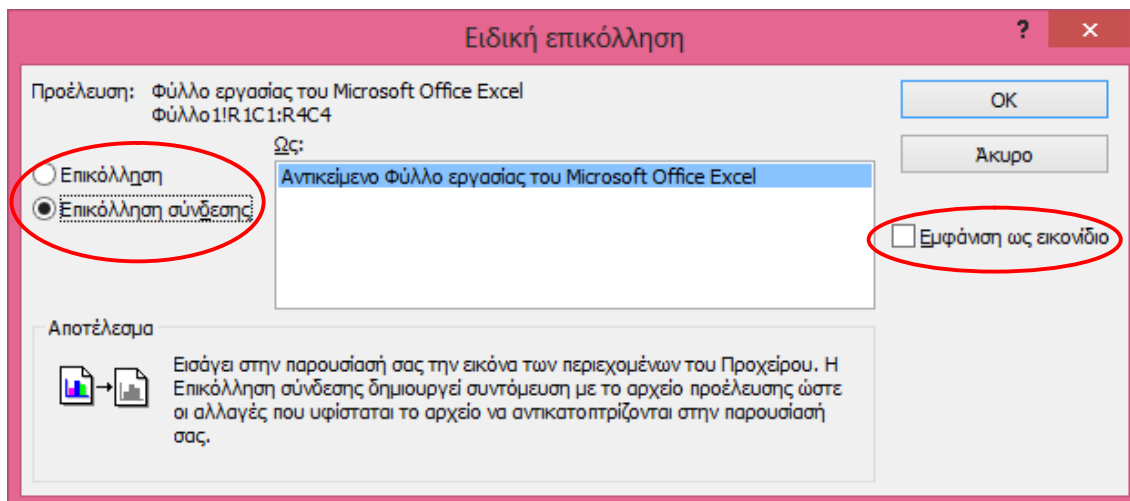 Ειδική επικόλληση
?
×
Προέλευση: Φύλλο εργασίας του Microsoft Office Excel
Φύλλο1!R1C1:R4C4
OK
Άκυρο
Ως:
Επικόλληση
Επικόλληση σύνδεσης
Αντικείμενο Φύλλο εργασίας του Microsoft Office Excel
Εμφάνιση ως εικονίδιο
Αποτέλεσμα
Εισάγει στην παρουσίασή σας την εικόνα των περιεχομένων του Προχείρου. Η
Επικόλληση σύνδεσης δημιουργεί συντόμευση με το αρχείο προέλευσης ώστε
οι αλλαγές που υφίσταται το αρχείο να αντικατοπτρίζονται στην παρουσίασή
σας.